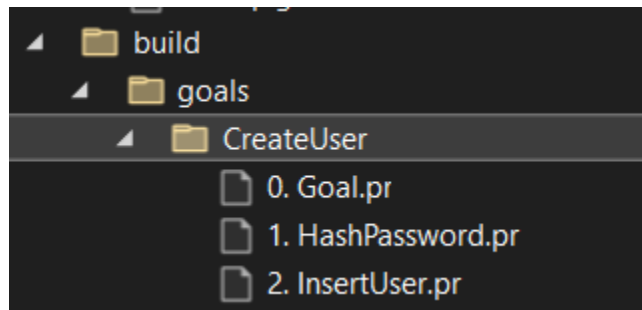 build
goals
CreateUser
0. Goal.pr
1. HashPassword.pr
2. InsertUser.pr